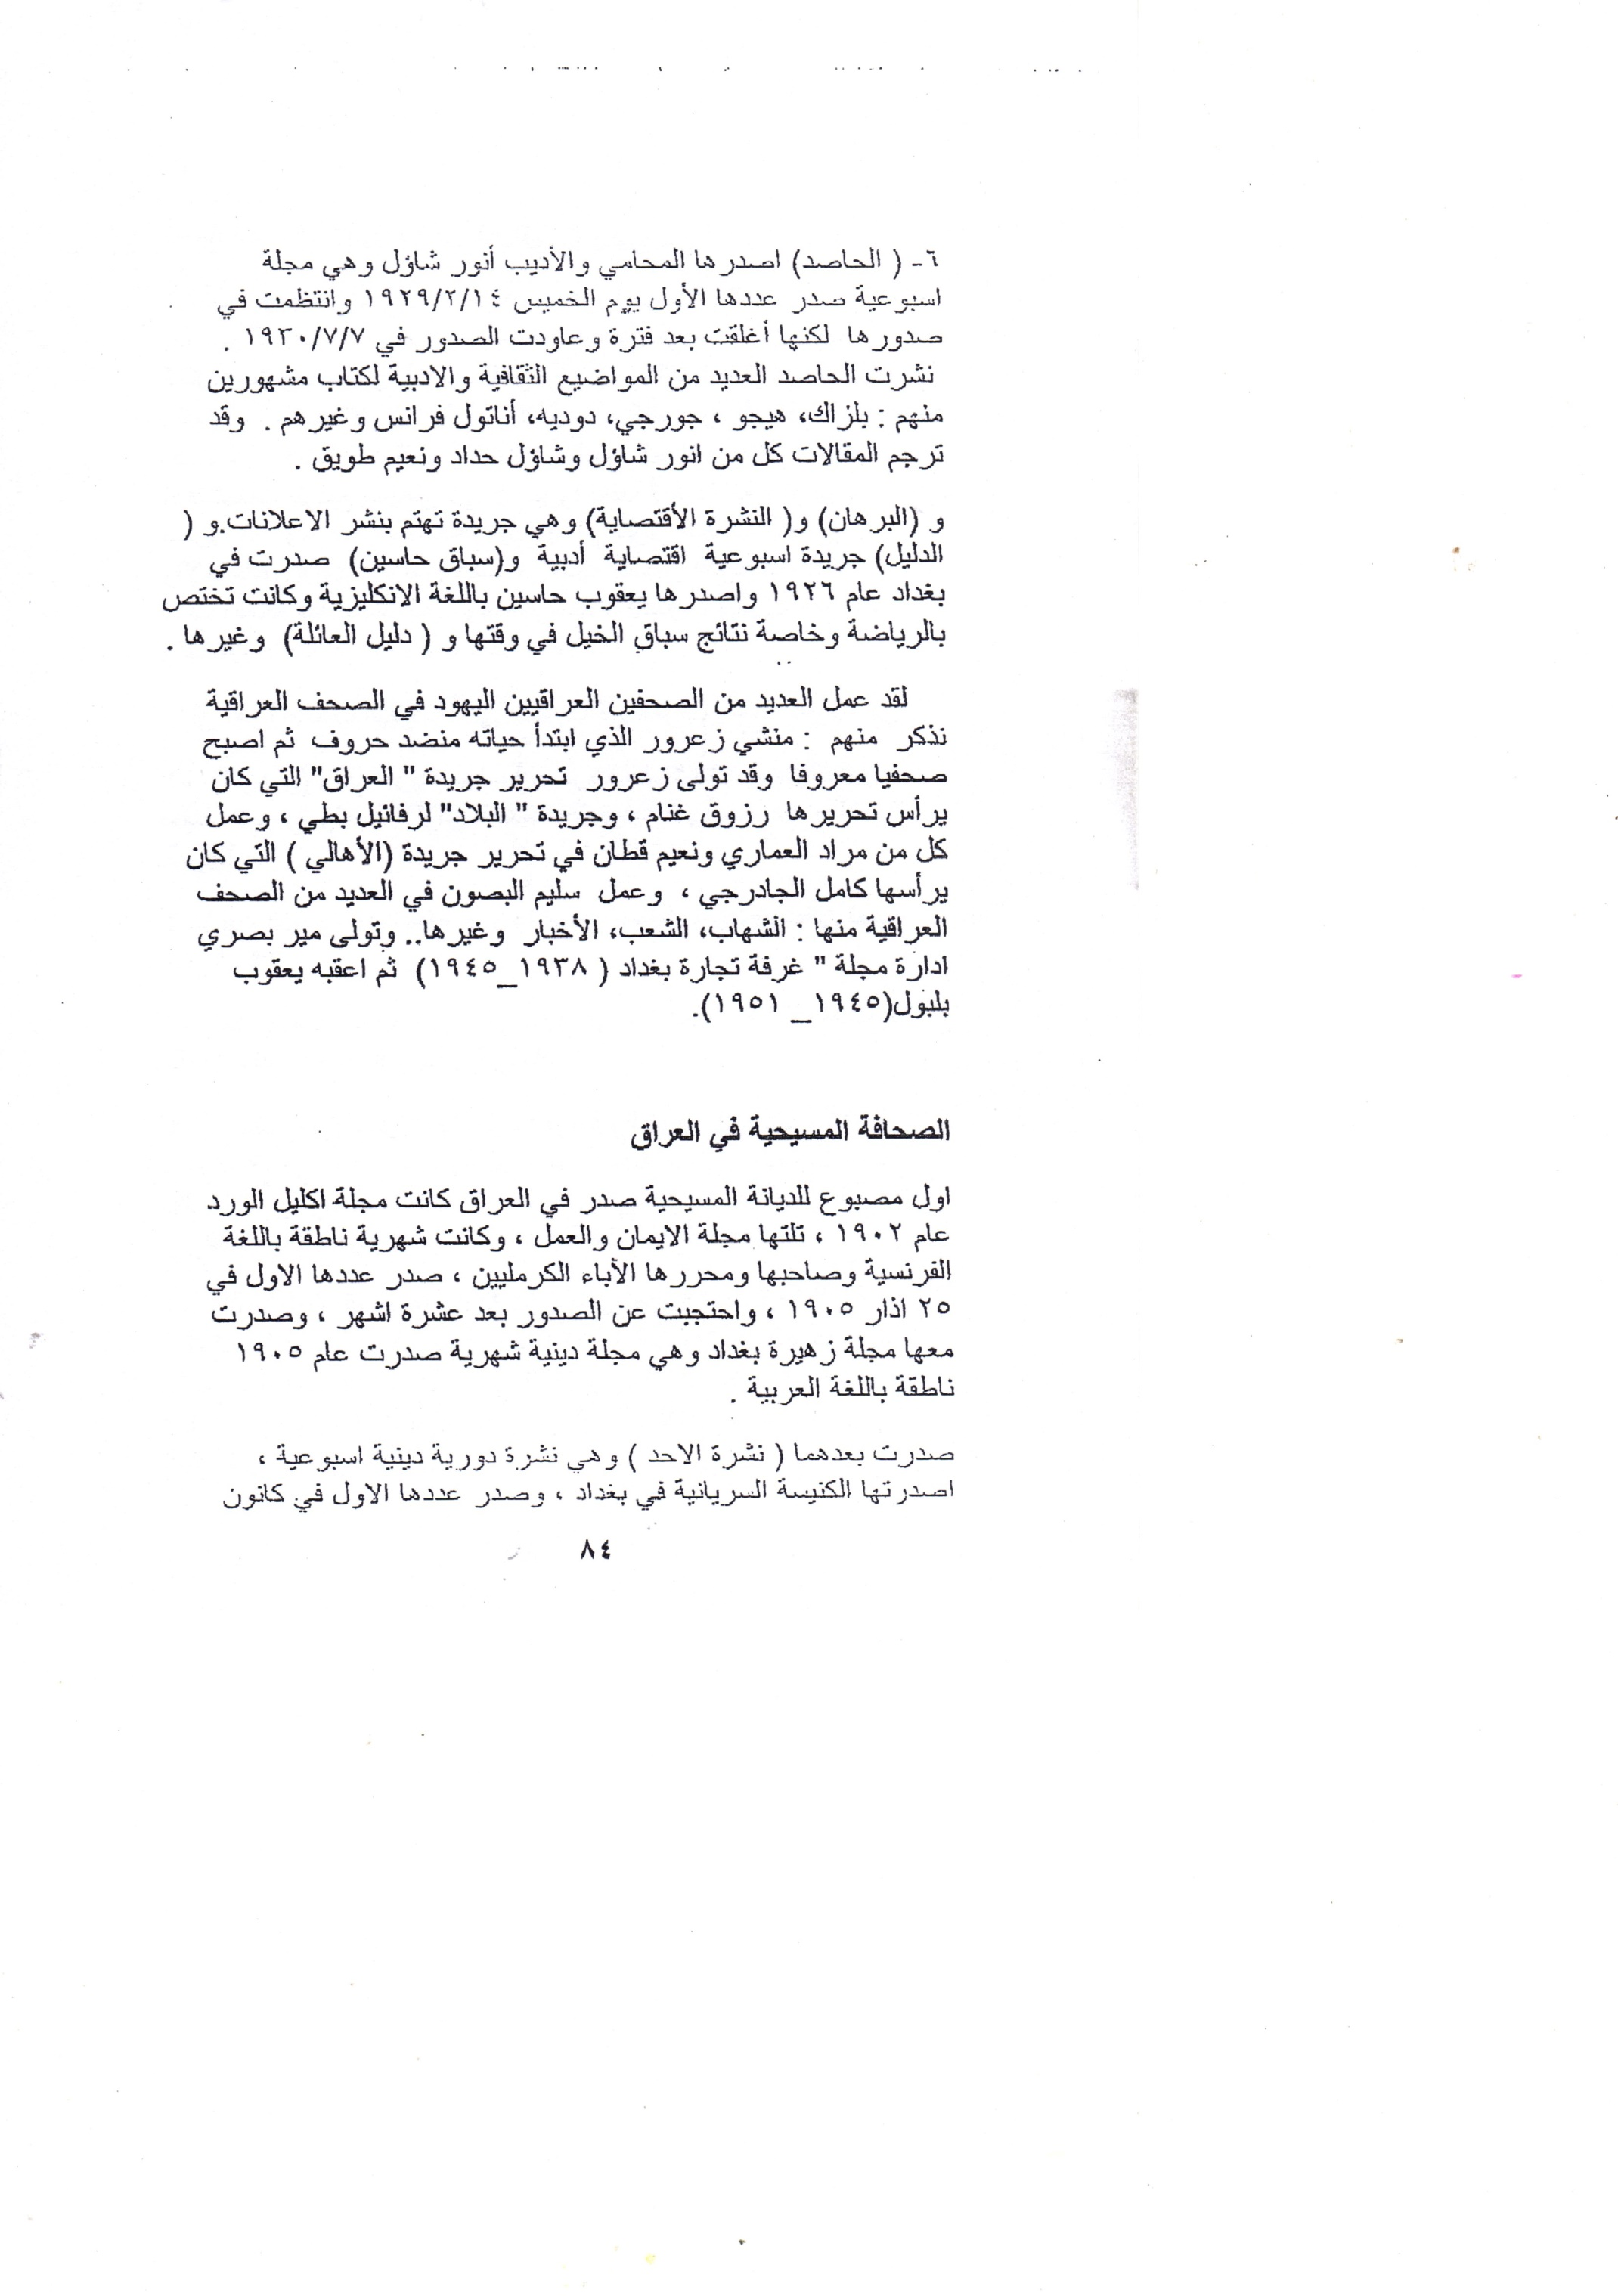 ٦- ( الحاصد) اصدرها المحامي والأديب أنور شاؤل وهي مجلة
اسبوعية صدر عددها الأول يوم الخميس ١٩٢٩/٢/١٤ وانتظمت في
صدورها لكنها أغلقت بعد فترة وعاودت الصدور في ١٩٣٠/٧/٧ .
نشرت الحاصد العديد من المواضيع الثقافية والادبية لكتاب مشهورين
منهم : بلزاك، هيجو ، جورجي، دوديه، أناتول فرانس وغيرهم . وقد
ترجم المقالات كل من انور شاؤل وشاؤل حداد ونعيم طويق .
و (البرهان) و( النشرة الأقتصاية) وهي جريدة تهتم بنشر الاعلانات.و (
الدليل) جريدة اسبوعية اقتصاية أدبية و(سباق حاسين) صدرت في
بغداد عام ١٩٢٦ واصدرها يعقوب حاسين باللغة الانكليزية وكانت تختص
بالرياضة وخاصة نتائج سباق الخيل في وقتها و ( دليل العائلة) وغيرها .
لقد عمل العديد من الصحفين العراقيين اليهود في الصحف العراقية
نذكر منهم : منشي زعرور الذي ابتدأ حياته منضد حروف ثم اصبح
صحفيا معروفا وقد تولى زعرور تحرير جريدة " العراق" التي كان
يرأس تحريرها رزوق غنام ، وجريدة " البلاد" لرفائيل بطي ، وعمل
كل من مراد العماري ونعيم قطان في تحرير جريدة (الأهالي ) التي كان
يرأسها كامل الجادرجي ، وعمل سليم البصون في العديد من الصحف
العراقية منها : الشهاب، الشعب، الأخبار وغيرها.. وتولى مير بصري
ادارة مجلة " غرفة تجارة بغداد ( ١٩٣٨_ ١٩٤٥) ثم اعقبه يعقوب
بلبول(١٩٤٥_ ١٩٥١).
الصحافة المسيحية في العراق
اول مصبوع للديانة المسيحية صدر في العراق كانت مجلة اكليل الورد
عام ١٩٠٢ ، تلتها مجلة الايمان والعمل ، وكانت شهرية ناطقة باللغة
الفرنسية وصاحبها ومحررها الأباء الكرمليين ، صدر عددها الاول في
٢٥ اذار ١٩٠٥ ، واحتجبت عن الصدور بعد عشرة اشهر ، وصدرت
معها مجلة زهيرة بغداد وهي مجلة دينية شهرية صدرت عام ١٩٠٥
ناطقة باللغة العربية .
صدرت بعدهما ( نشرة الاحد ) وهي نشرة دورية دينية اسبوعية ،
اصدرتها الكنيسة السريانية في بغداد ، وصدر عددها الاول في كانون
٨٤